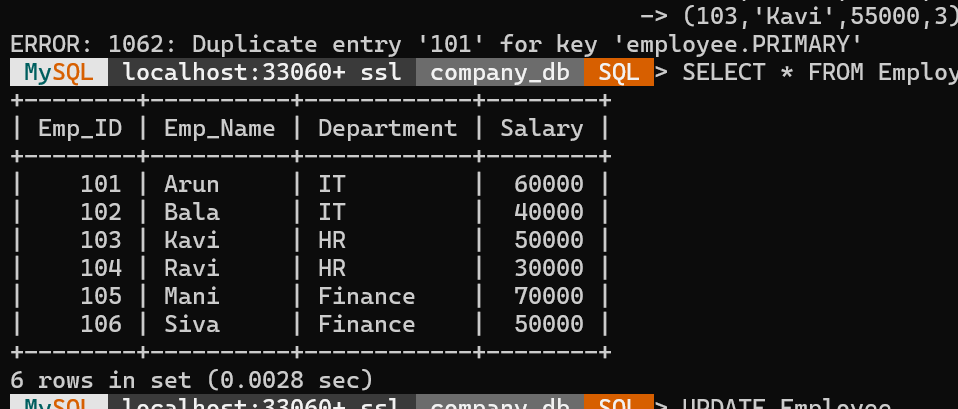 -> (103,'Kavi',55000,3)
ERROR: 1062: Duplicate entry '101' for key 'employee.PRIMARY'
MySQL localhost:33060+ ssl company_db SQL > SELECT * FROM Employ
+--------+----------+------------+--------+
| Emp_ID | Emp_Name | Department | Salary |
+--------+----------+------------+--------+
| 101 | Arun | IT | 60000 |
| 102 | Bala | IT | 40000 |
| 103 | Kavi | HR | 50000 |
| 104 | Ravi | HR | 30000 |
| 105 | Mani | Finance | 70000 |
| 106 | Siva | Finance | 50000 |
+--------+----------+------------+--------+
6 rows in set (0.0028 sec)
MySQL localhost:33060+ ssl company_db SQL > UPDATE Employee